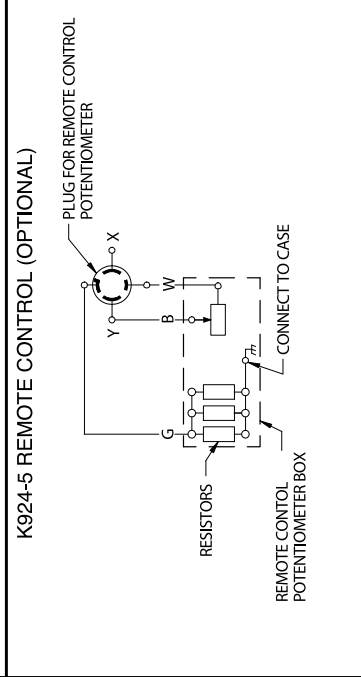 K924-5 REMOTE CONTROL (OPTIONAL)
PLUG FOR REMOTE CONTROL
POTENTIOMETER
X
Y
W
B
G
CONNECT TO CASE
RESISTORS
REMOTE CONTOL
POTENTIOMETER BOX